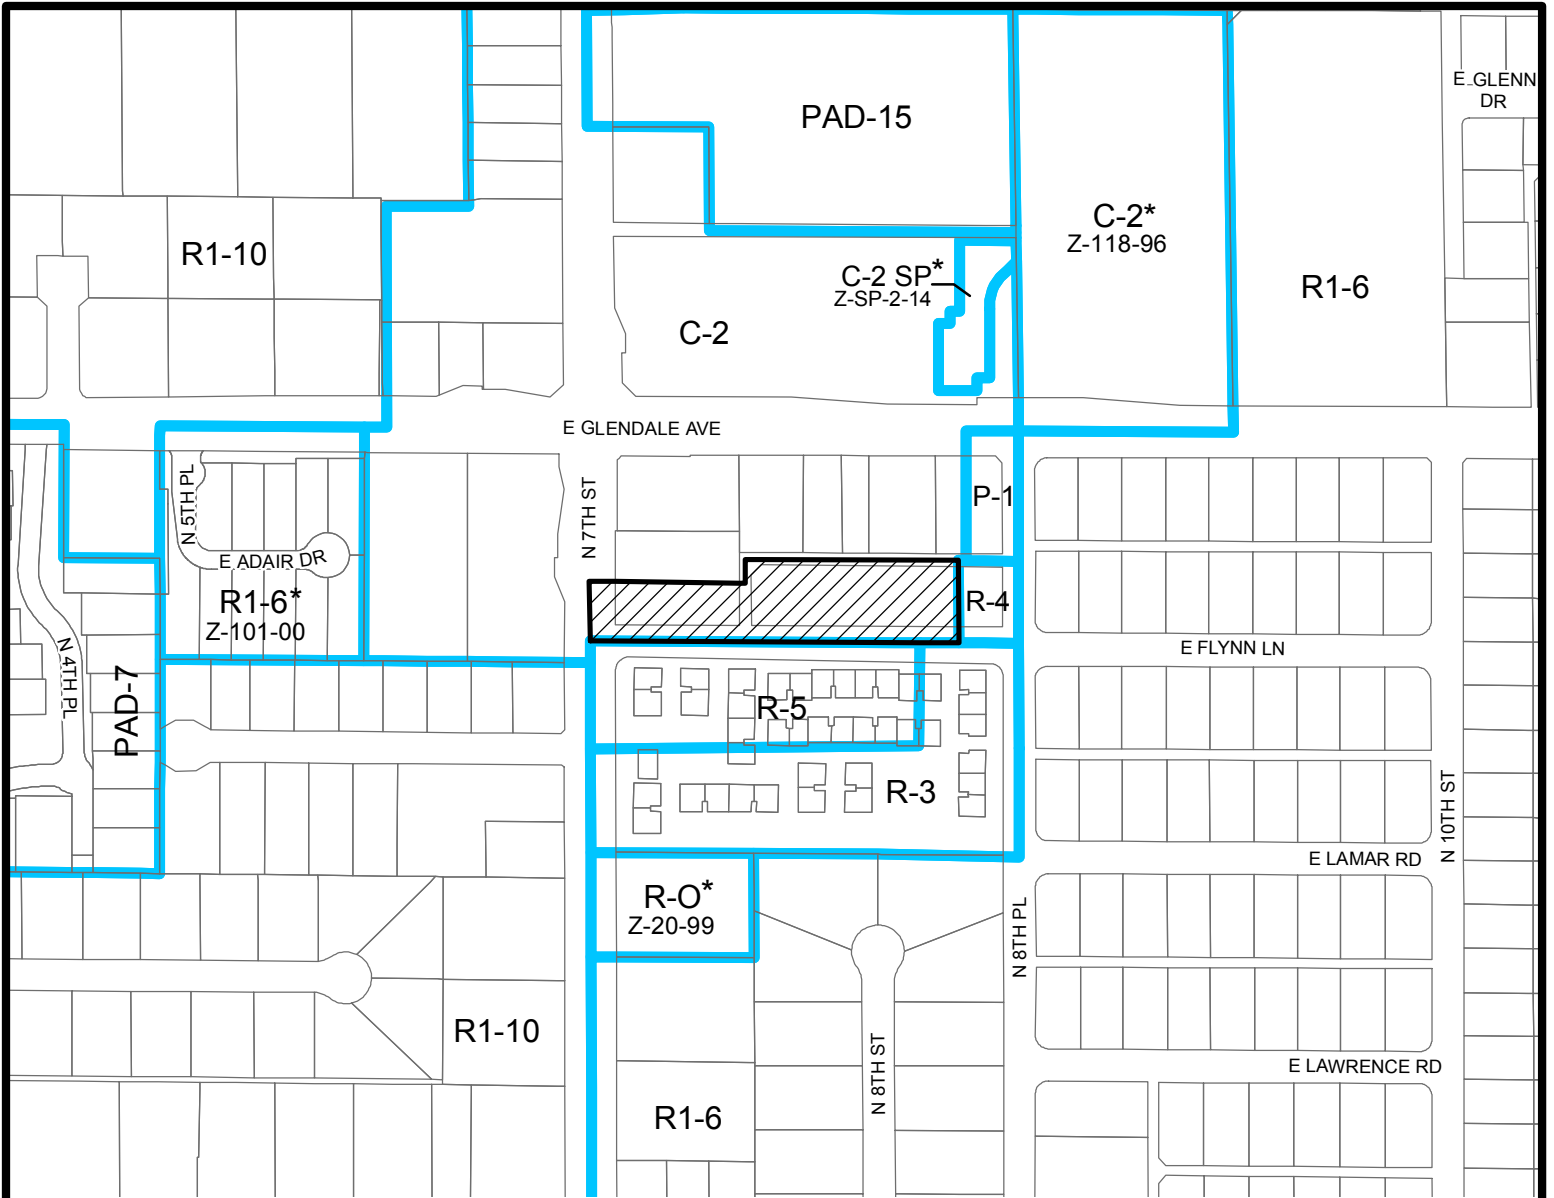 E GLENN
DR
PAD-15
C-2*
Z-118-96
R1-10
C-2 SP*
Z-SP-2-14
R1-6
C-2
E GLENDALE AVE
N 5TH PL
N 7TH ST
P-1
E ADAIR DR
R1-6*
Z-101-00
R-4
E FLYNN LN
N 4TH PL
PAD-7
R-5
R-3
N 10TH ST
E LAMAR RD
R-O*
Z-20-99
N 8TH PL
R1-10
N 8TH ST
E LAWRENCE RD
R1-6